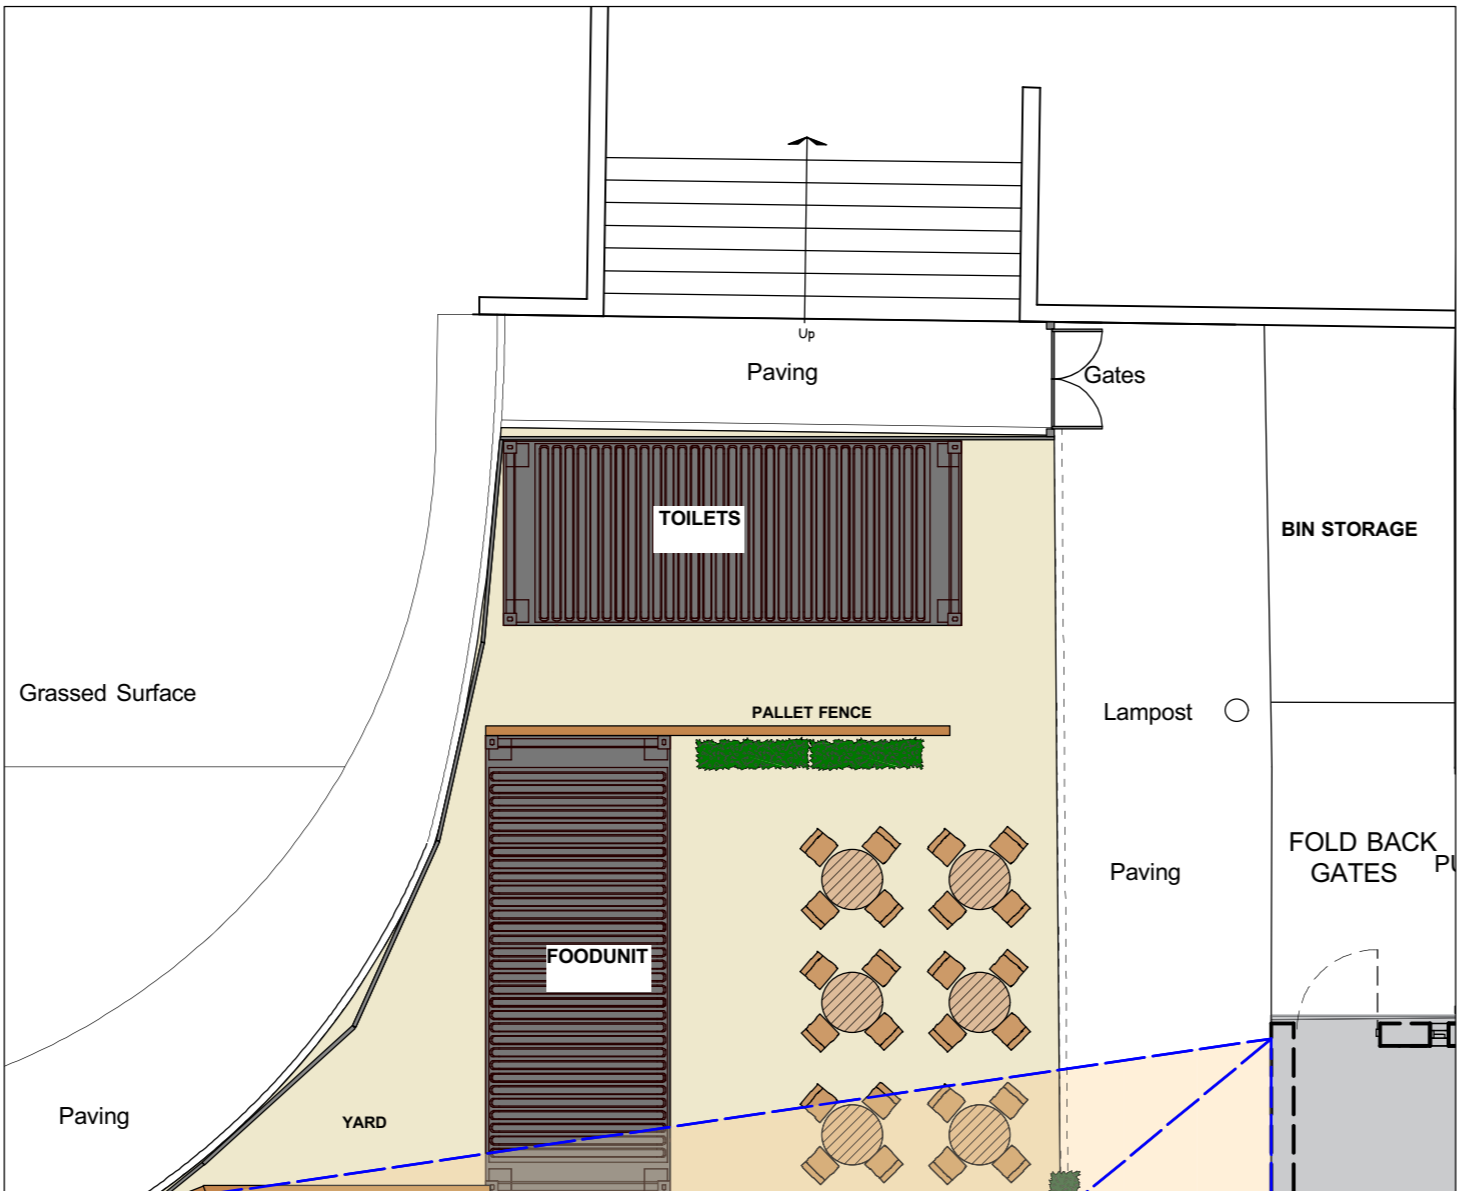 Up
Paving
Gates
TOILETS
BIN STORAGE
Grassed Surface
PALLET FENCE
Lampost
FOLD BACK
GATES
Paving
FOODUNIT
Paving
YARD